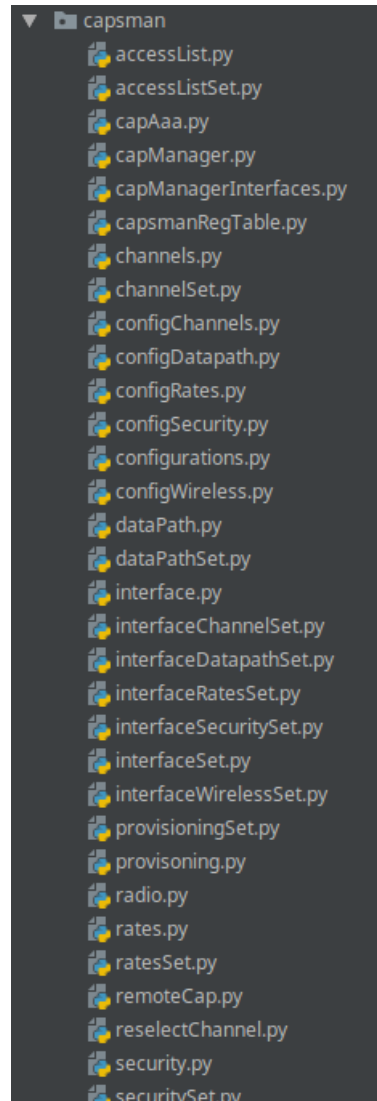 capsman
accessList.py
accessListSet.py
capAaa.py
capManager.py
capManagerInterfaces.py
capsmanRegTable.py
channels.py
channelSet.py
configChannels.py
configDatapath.py
configRates.py
configSecurity.py
configurations.py
configWireless.py
dataPath.py
dataPathSet.py
interface.py
interfaceChannelSet.py
interfaceDatapathSet.py
interfaceRatesSet.py
interfaceSecuritySet.py
interfaceSet.py
interfaceWirelessSet.py
provisioningSet.py
provisoning.py
radio.py
rates.py
ratesSet.py
remoteCap.py
reselectChannel.py
security.py
securitySet.py